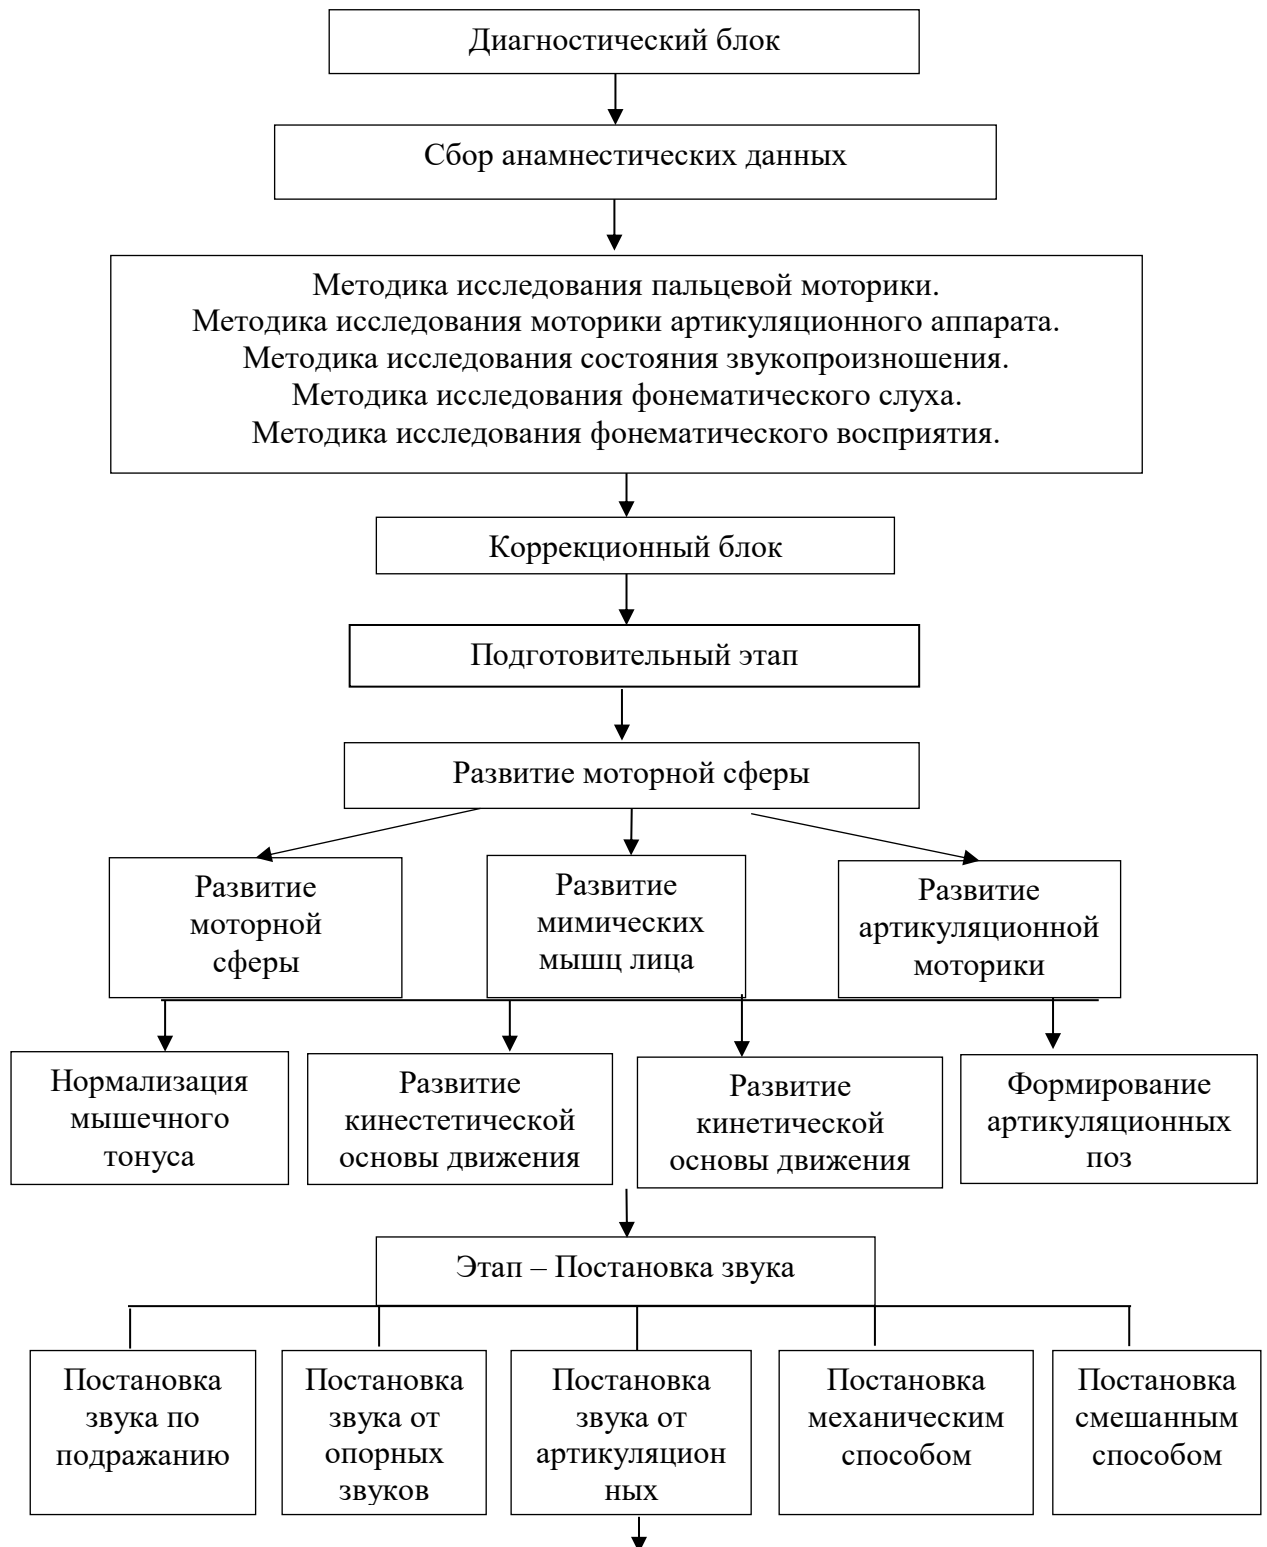 Диагностический блок
Сбор анамнестических данных
Методика исследования пальцевой моторики.
Методика исследования моторики артикуляционного аппарата.
Методика исследования состояния звукопроизношения.
Методика исследования фонематического слуха.
Методика исследования фонематического восприятия.
Коррекционный блок
Подготовительный этап
Развитие моторной сферы
Развитие
моторной
сферы
Развитие
мимических
мышц лица
Развитие
артикуляционной
моторики
Нормализация
мышечного
тонуса
Развитие
кинестетической
основы движения
Развитие
кинетической
основы движения
Формирование
артикуляционных
поз
Этап – Постановка звука
Постановка
звука по
подражанию
Постановка
звука от
опорных
звуков
Постановка
звука от
артикуляцион
ных
Постановка
механическим
способом
Постановка
смешанным
способом